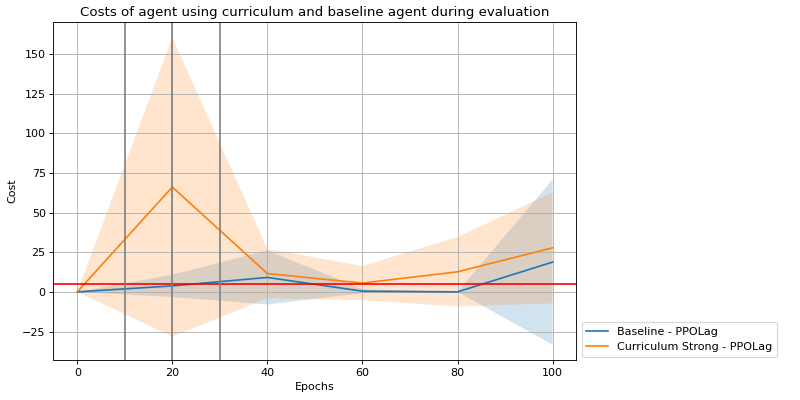 Costs of agent using curriculum and baseline agent during evaluation
150
125
100
75
50
25
0
−25
Cost
0 20 40 60 80 100
Epochs
Baseline - PPOLag
Curriculum Strong - PPOLag